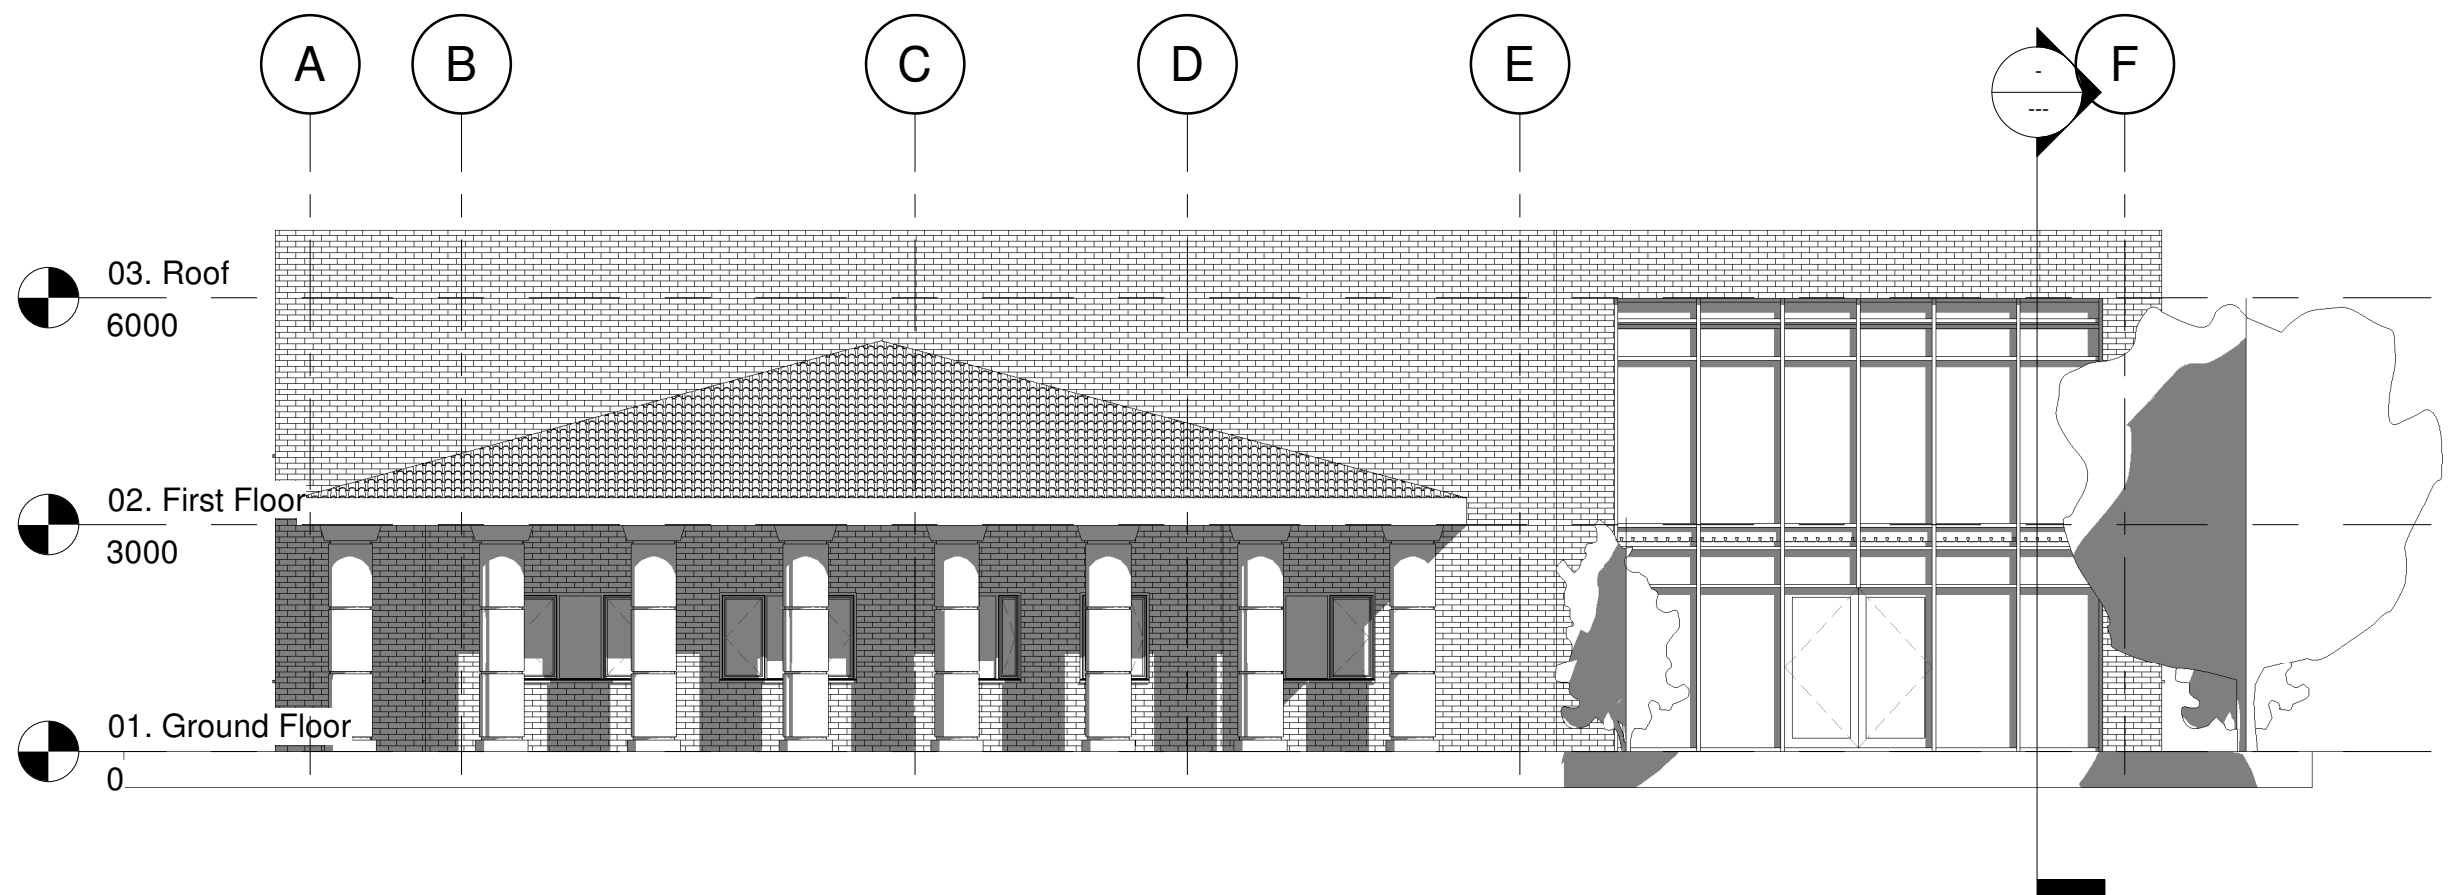 A B C D E F
-
---
03. Roof
6000
02. First Floor
3000
01. Ground Floor
0